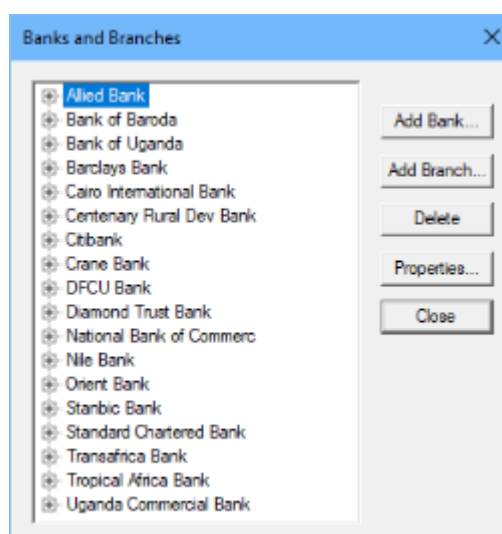 Banks and Branches
Allied Bank
Bank of Baroda
Bank of Uganda
Barclays Bank
Cairo International Bank
Centenary Rural Dev Bank
Citibank
Crane Bank
DFCU Bank
Diamond Trust Bank
National Bank of Commerc
Nile Bank
Orient Bank
Stanbic Bank
Standard Chartered Bank
Transafrica Bank
Tropical Africa Bank
Uganda Commercial Bank
Add Bank...
Add Branch...
Delete
Properties...
Close